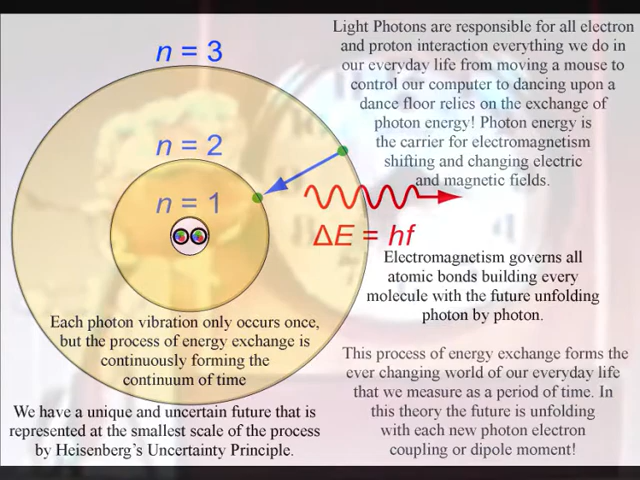 Light Photons are responsible for all electron
and proton interaction everything we do in
our everyday life from moving a mouse to
control our computer to dancing upon a
dance floor relies on the exchange of
photon energy! Photon energy is
the carrier for electromagnetism
shifting and changing electric
and magnetic fields.
n = 3
n = 2
n = 1
ΔE = hf
Electromagnetism governs all
atomic bonds building every
molecule with the future unfolding
photon by photon.
Each photon vibration only occurs once,
but the process of energy exchange is
continuously forming the
continuum of time
This process of energy exchange forms the
ever changing world of our everyday life
that we measure as a period of time. In
this theory the future is unfolding
with each new photon electron
coupling or dipole moment!
We have a unique and uncertain future that is
represented at the smallest scale of the process
by Heisenberg's Uncertainty Principle.